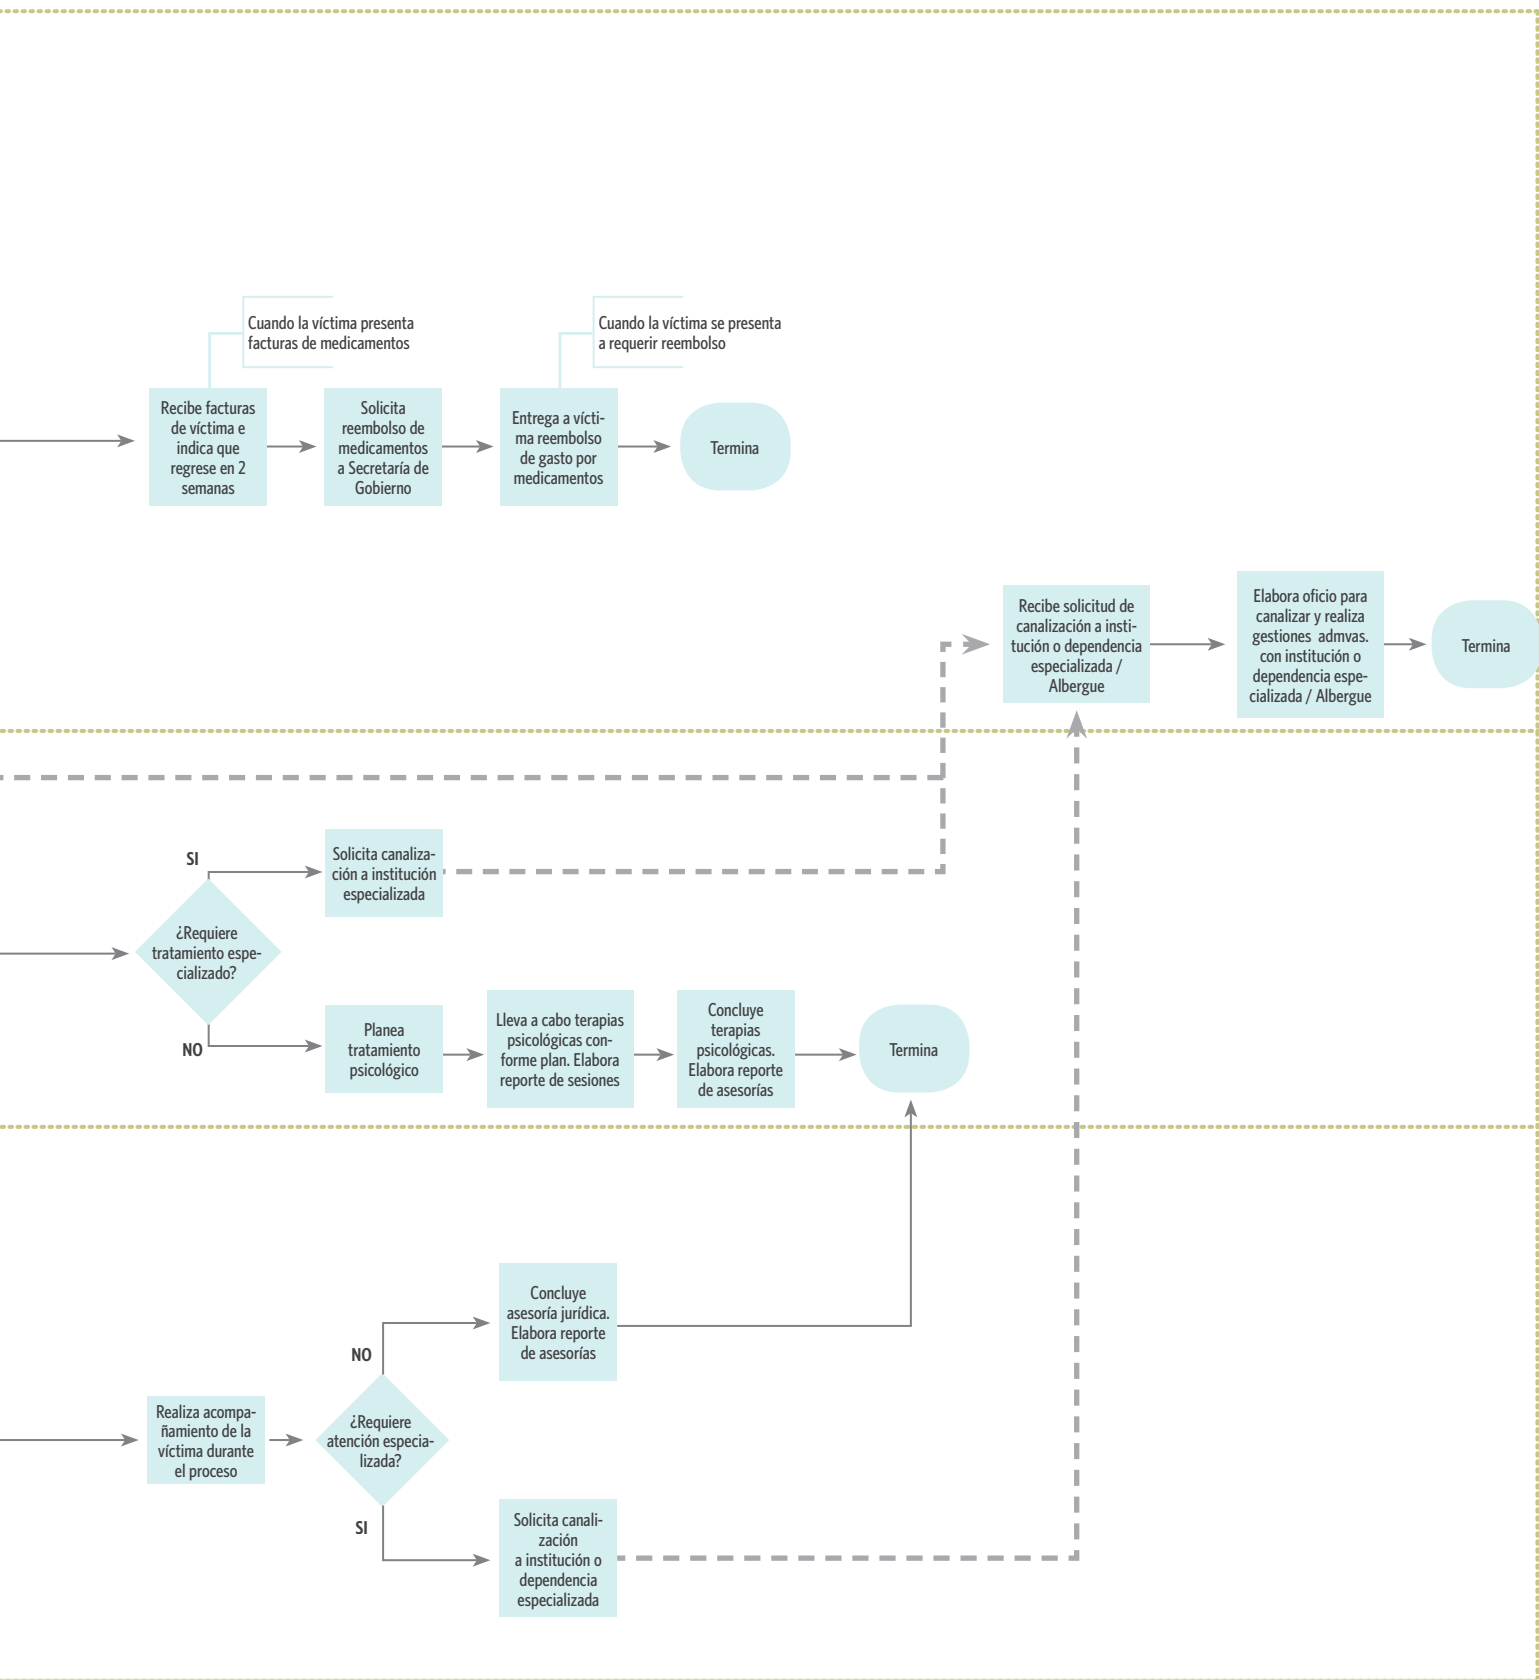 Cuando la víctima presenta
facturas de medicamentos
Cuando la víctima se presenta
a requerir reembolso
Recibe facturas
de víctima e
indica que
regrese en 2
semanas
Solicita
reembolso de
medicamentos
a Secretaría de
Gobierno
Entrega a vícti-
ma reembolso
de gasto por
medicamentos
Termina
Recibe solicitud de
canalización a insti-
tución o dependencia
especializada /
Albergue
Elabora oficio para
canalizar y realiza
gestiones admvas.
con institución o
dependencia espe-
cializada / Albergue
Termina
SI
Solicita canaliza-
ción a institución
especializada
¿Requiere
tratamiento espe-
cializado?
NO
Planea
tratamiento
psicológico
Lleva a cabo terapias
psicológicas con-
forme plan. Elabora
reporte de sesiones
Concluye
terapias
psicológicas.
Elabora reporte
de asesorías
Termina
Concluye
asesoría jurídica.
Elabora reporte
de asesorías
NO
Realiza acompa-
ñamiento de la
víctima durante
el proceso
¿Requiere
atención especia-
lizada?
SI
Solicita canali-
zación
a institución o
dependencia
especializada